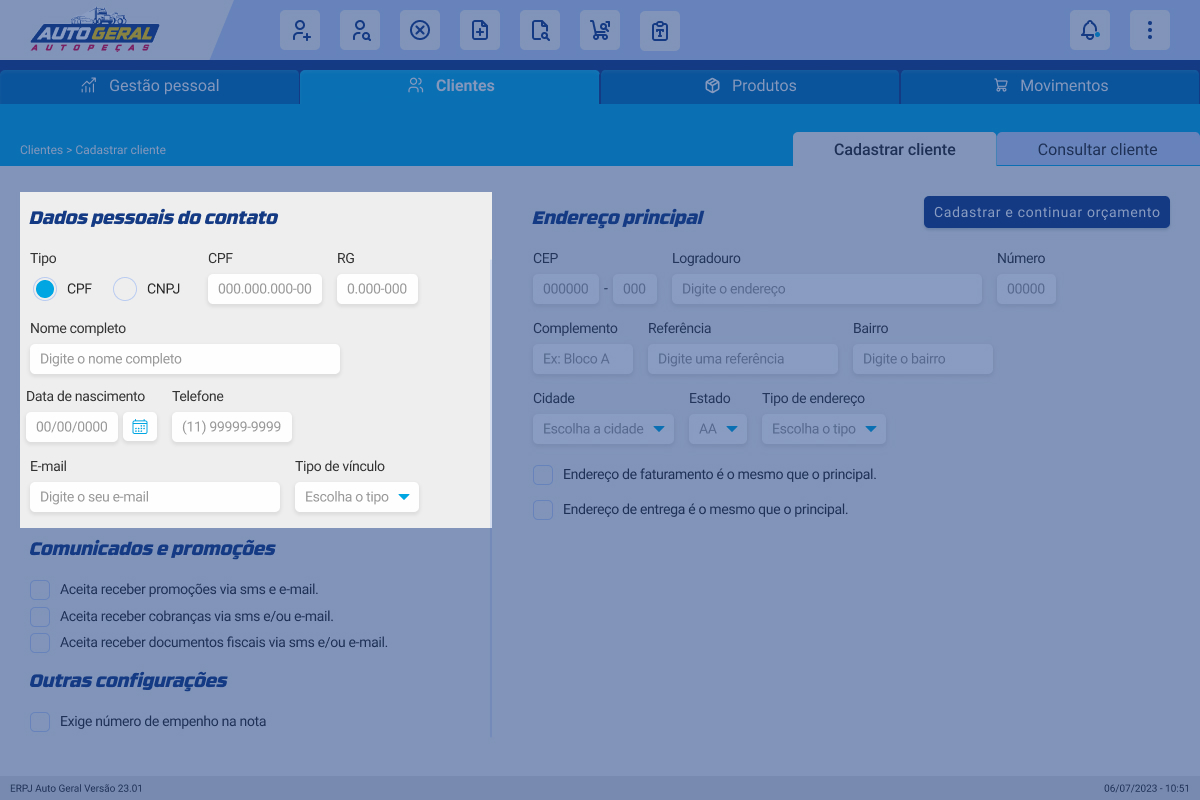 AUTO GERAL
AUTOPEÇAS
Gestão pessoal
Clientes
Produtos
Movimentos
Clientes > Cadastrar cliente
Cadastrar cliente
Consultar cliente
Dados pessoais do contato
Tipo
CPF
RG
CPF
CNPJ
000.000.000-00
0.000-000
Nome completo
Digite o nome completo
Data de nascimento
Telefone
00/00/0000
(11) 99999-9999
E-mail
Tipo de vínculo
Digite o seu e-mail
Escolha o tipo
Comunicados e promoções
Aceita receber promoções via sms e e-mail.
Aceita receber cobranças via sms e/ou e-mail.
Aceita receber documentos fiscais via sms e/ou e-mail.
Outras configurações
Exige número de empenho na nota
Endereço principal
Cadastrar e continuar orçamento
CEP
Logradouro
Número
000000 - 000
Digite o endereço
00000
Complemento
Referência
Bairro
Ex: Bloco A
Digite uma referência
Digite o bairro
Cidade
Estado
Tipo de endereço
Escolha a cidade
AA
Escolha o tipo
Endereço de faturamento é o mesmo que o principal.
Endereço de entrega é o mesmo que o principal.
ERPJ Auto Geral Versão 23.01
06/07/2023 - 10:51